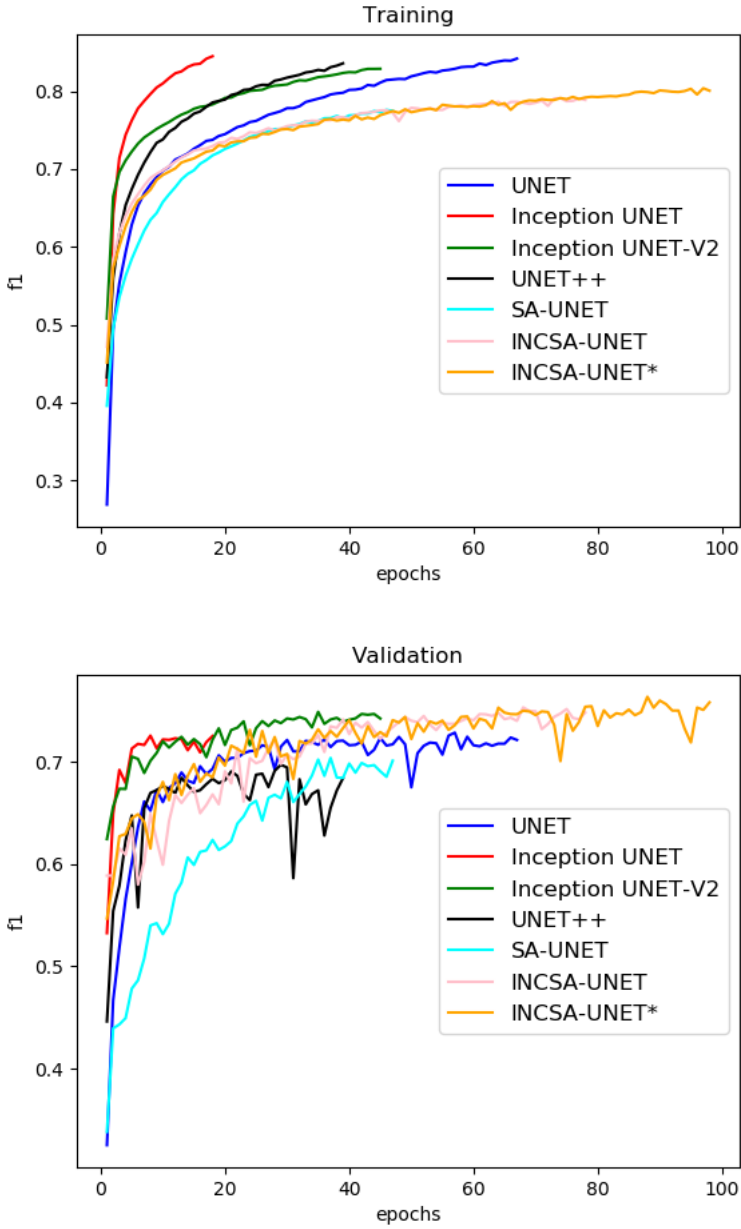 Training
0.8
0.7
0.6
0.5
0.4
0.3
f1
UNET
Inception UNET
Inception UNET-V2
UNET++
SA-UNET
INCSA-UNET
INCSA-UNET*
0 20 40 60 80 100
epochs
Validation
0.7
0.6
0.5
0.4
f1
UNET
Inception UNET
Inception UNET-V2
UNET++
SA-UNET
INCSA-UNET
INCSA-UNET*
0 20 40 60 80 100
epochs